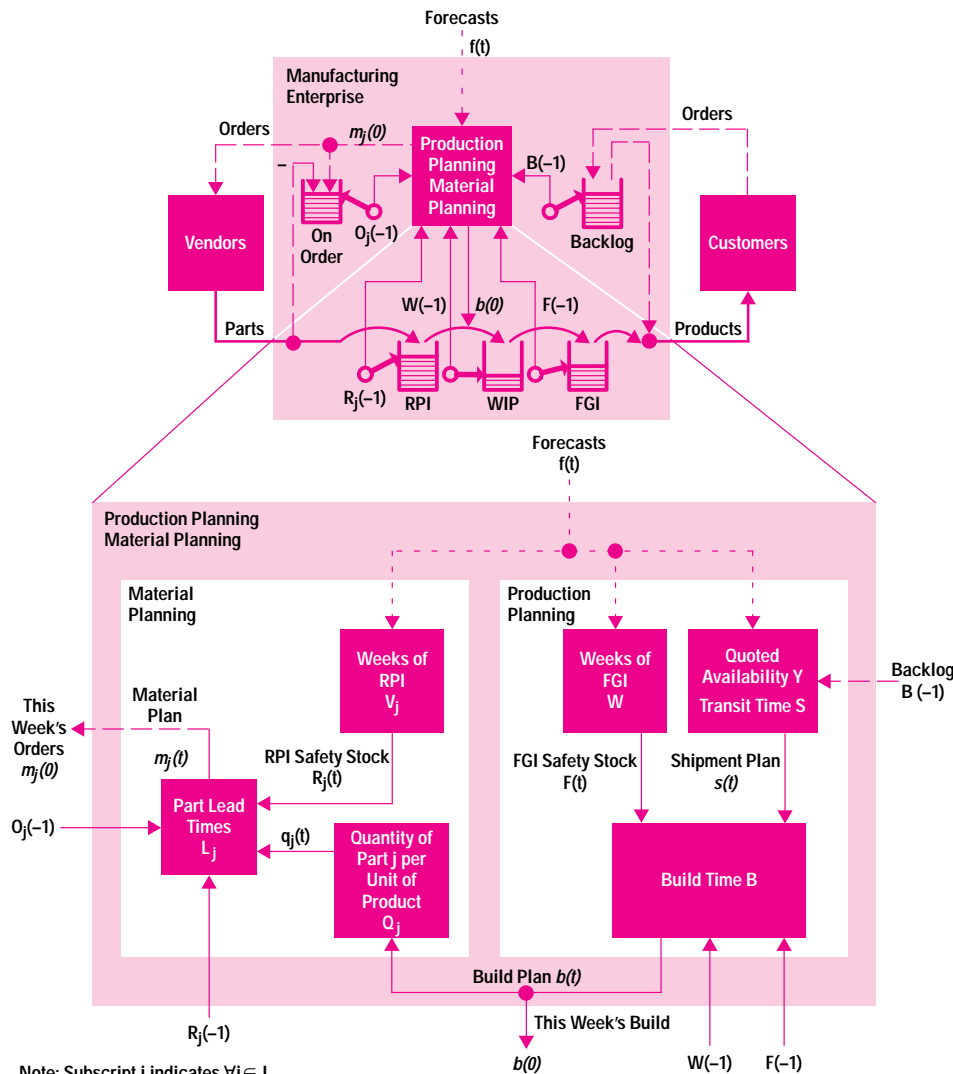 Forecasts
f(t)
Manufacturing
Enterprise
Orders
mj(0)
Production
Planning
Material
Planning
B(–1)
Orders
–
Vendors
On
Order
Oj(–1)
Backlog
Customers
W(–1)
b(0)
F(–1)
Parts
Products
Rj(–1)
RPI
WIP
FGI
Forecasts
f(t)
Production Planning
Material Planning
Material
Planning
Production
Planning
Weeks of
RPI
Vj
Weeks of
FGI
W
Quoted
Availability Y
Transit Time S
Backlog
B (–1)
This
Week's
Orders
mj(0)
Material
Plan
mj(t)
RPI Safety Stock
Rj(t)
FGI Safety Stock
F(t)
Shipment Plan
s(t)
Oj(–1)
Part Lead
Times
Lj
qj(t)
Quantity of
Part j per
Unit of
Product
Qj
Build Time B
Build Plan b(t)
Rj(–1)
This Week's Build
b(0)
W(–1)
F(–1)
Note: Subscript j indicates ∀j∈ J